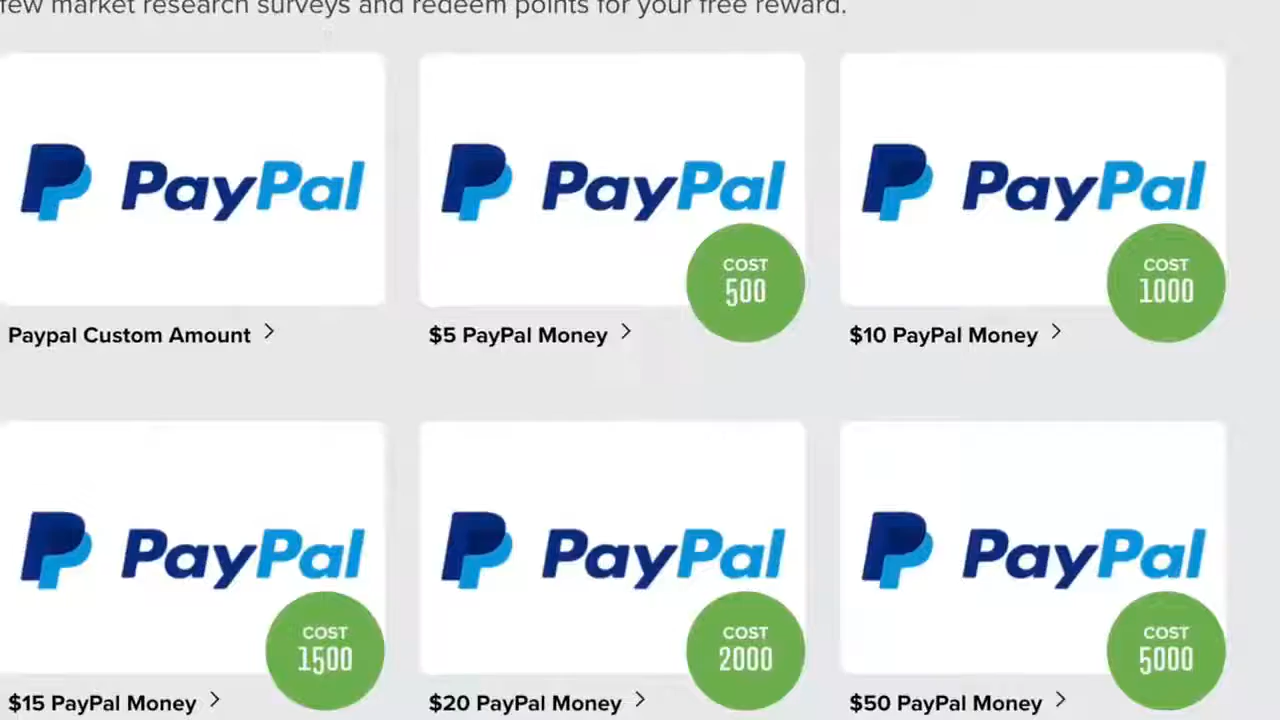 few market research surveys and redeem points for your free reward.
PayPal
PayPal
PayPal
COST
500
COST
1000
Paypal Custom Amount
$5 PayPal Money
$10 PayPal Money
PayPal
PayPal
PayPal
COST
1500
COST
2000
COST
5000
$15 PayPal Money
$20 PayPal Money
$50 PayPal Money